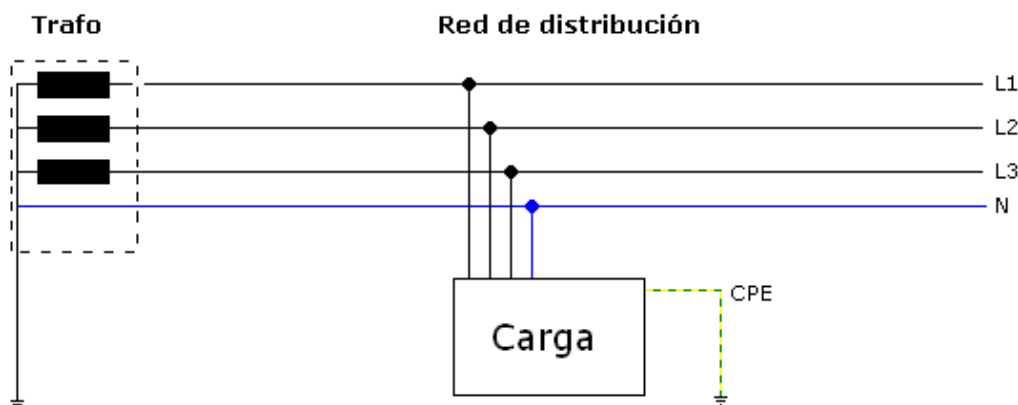 Trafo
Red de distribución
L1
L2
L3
N
CPE
Carga